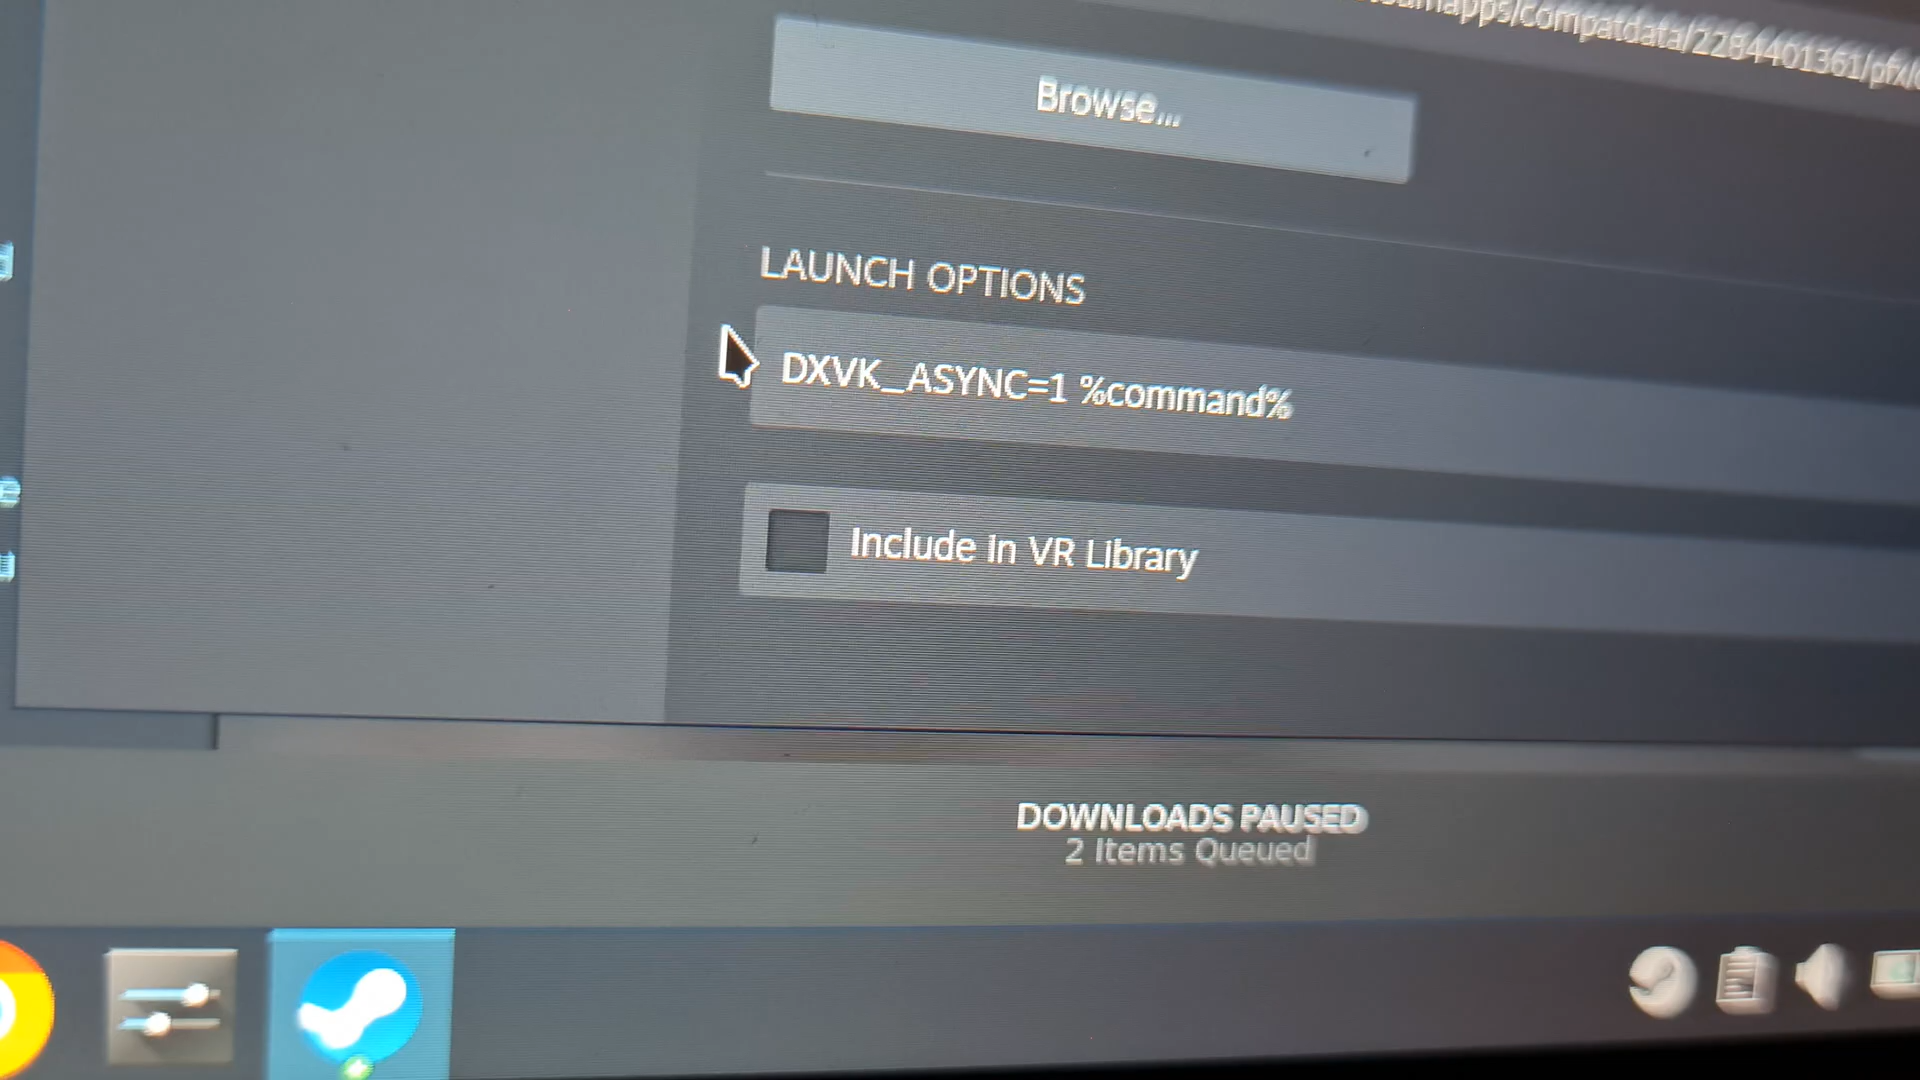 apps/compatdata/2284401361/pfx/
Browse...
LAUNCH OPTIONS
DXVK_ASYNC=1 %command%
Include in VR Library
DOWNLOADS PAUSED
2 Items Queued